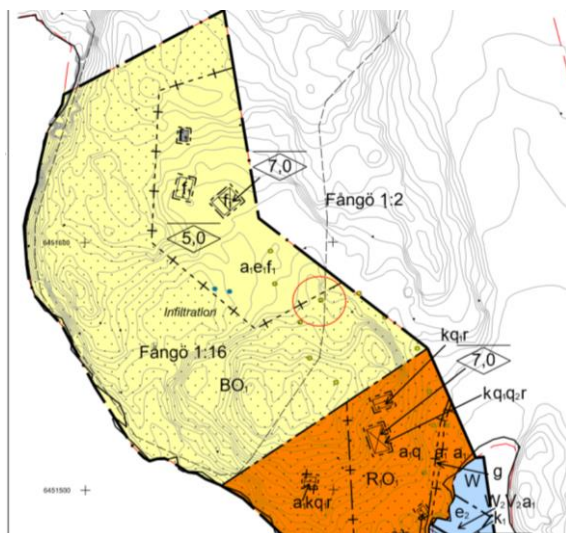 7,0
Fångö 1:2
f
f
6451600
5,0
a₁e₁f₁
Infiltration
Fångö 1:16
BO₁
kq₁r
7,0
kq₁q₂r
a₁q
a₁
R₁O₁
g
W
a₁kq₁r
W₂V₂a₁
e₂
k₁
6451500